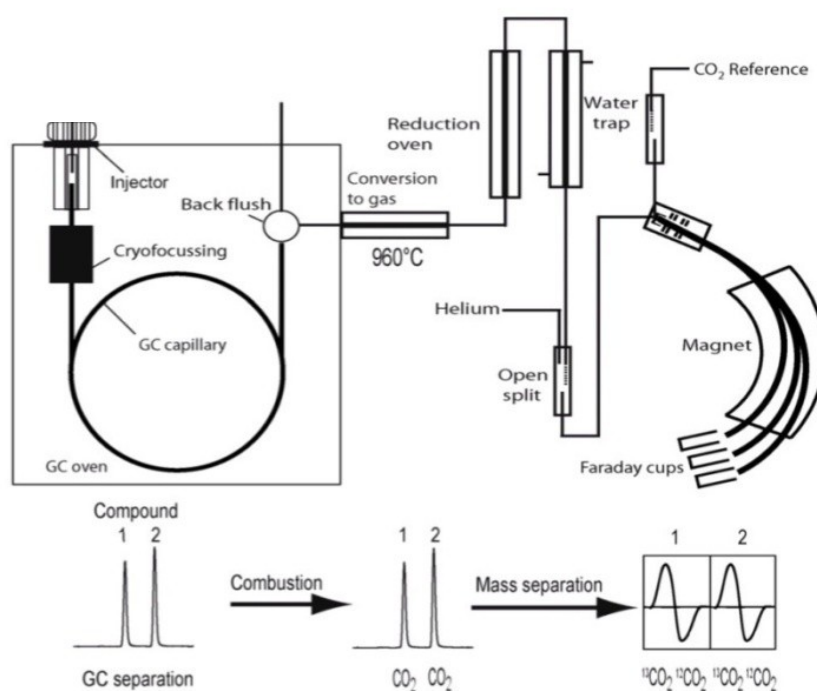 CO₂ Reference
Water
trap
Reduction
oven
Injector
Conversion
to gas
Back flush
960°C
Cryofocussing
Helium
GC capillary
Magnet
Open
split
GC oven
Faraday cups
Compound
1 2
1 2
1 2
Combustion
Mass separation
GC separation
CO₂ CO₂
¹³CO₂ ¹²CO₂ ¹³CO₂ ¹²CO₂